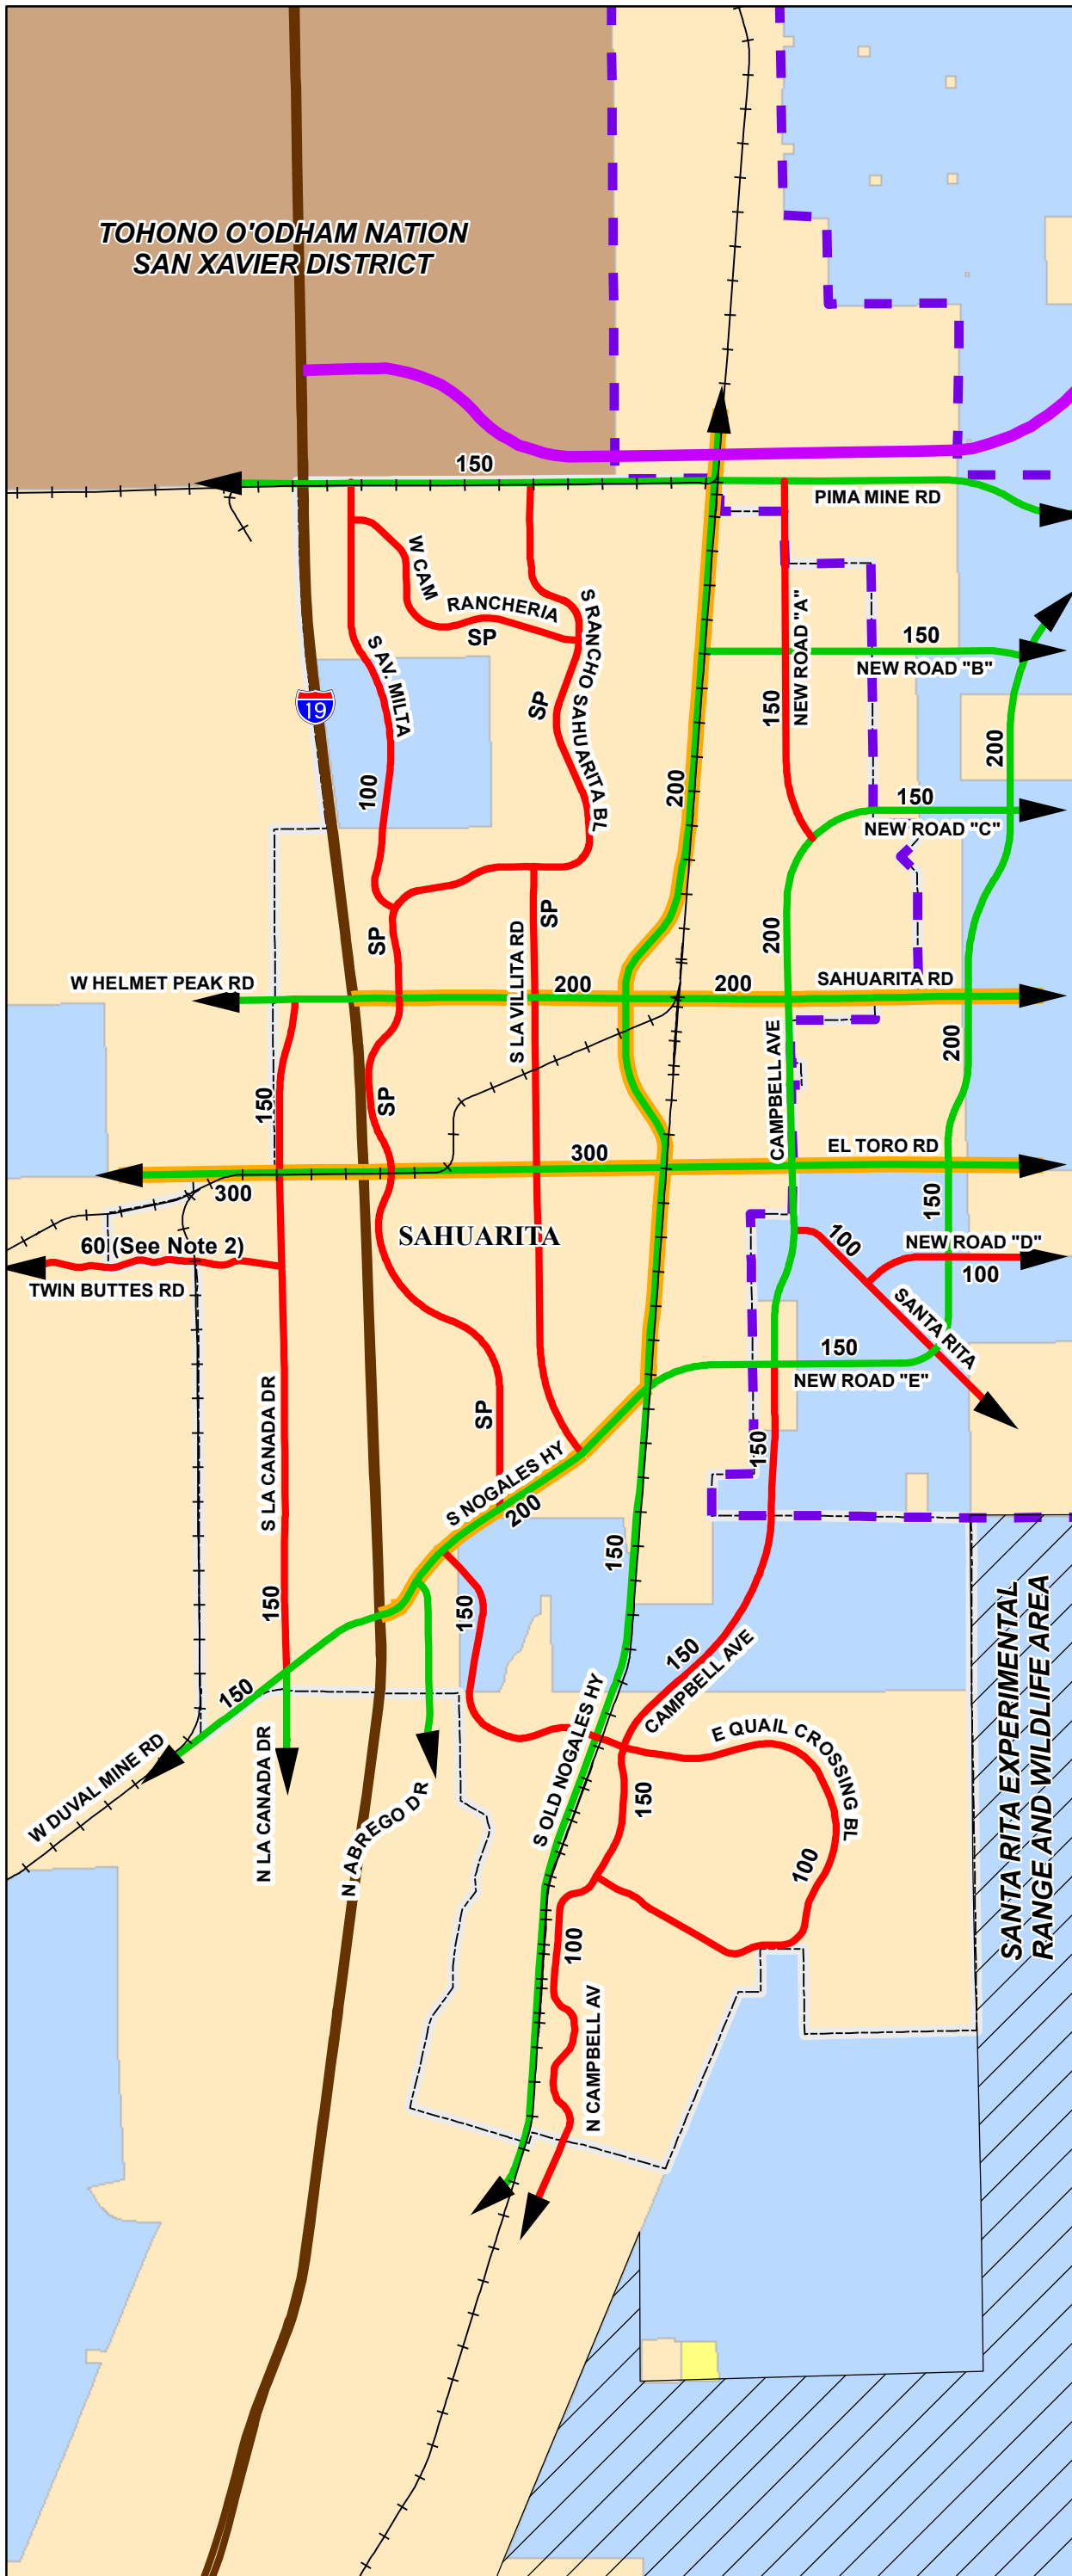 TOHONO O'ODHAM NATION
SAN XAVIER DISTRICT
150
PIMA MINE RD
W CAM
RANCHERIA
SP
S RANCHO SAHUARITA BL
NEW ROAD "A"
150
NEW ROAD "B"
S AV. MILTA
SP
150
19
200
200
100
150
NEW ROAD "C"
SP
SP
200
S LA VILLITA RD
W HELMET PEAK RD
200
200
SAHUARITA RD
200
150
SP
CAMPBELL AVE
300
EL TORO RD
300
150
SAHUARITA
60 (See Note 2)
100
NEW ROAD "D"
100
TWIN BUTTES RD
SANTA RITA
150
NEW ROAD "E"
S LA CANADA DR
SP
150
S NOGALES HY
200
150
150
150
SANTA RITA EXPERIMENTAL
RANGE AND WILDLIFE AREA
150
CAMPBELL AVE
150
S OLD NOGALES HY
E QUAIL CROSSING BL
W DUVAL MINE RD
N LA CANADA DR
N ABREGO DR
150
100
100
N CAMPBELL AV